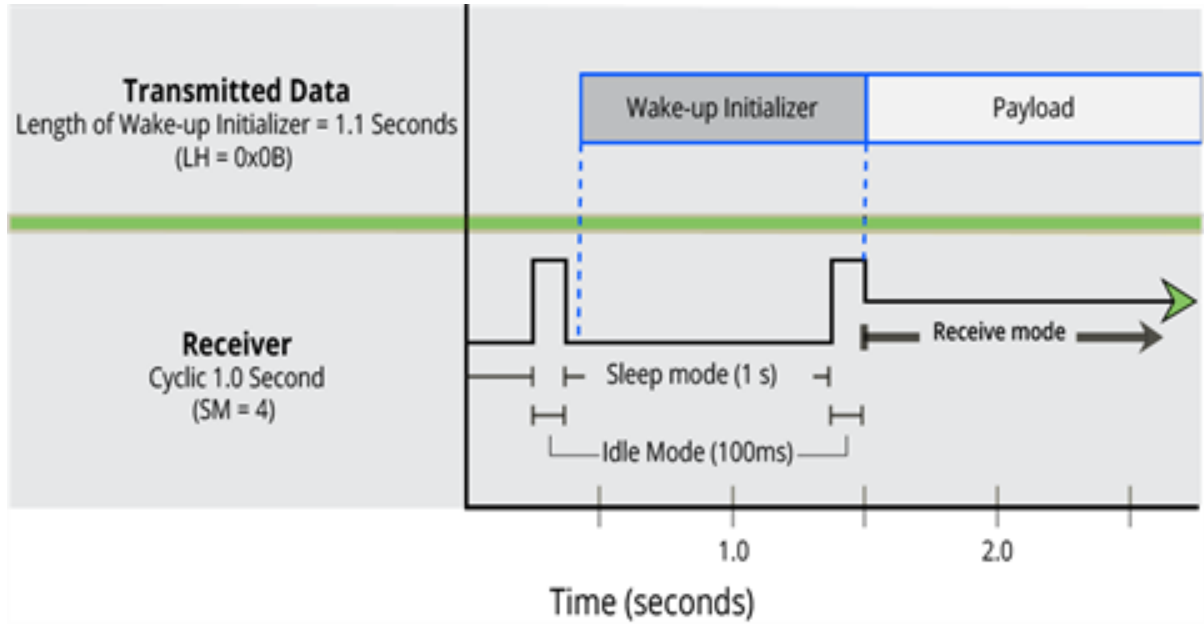 Transmitted Data
Length of Wake-up Initializer = 1.1 Seconds
(LH = 0x0B)
Wake-up Initializer
Payload
Receiver
Cyclic 1.0 Second
(SM = 4)
Receive mode
Sleep mode (1 s)
Idle Mode (100ms)
1.0
2.0
Time (seconds)